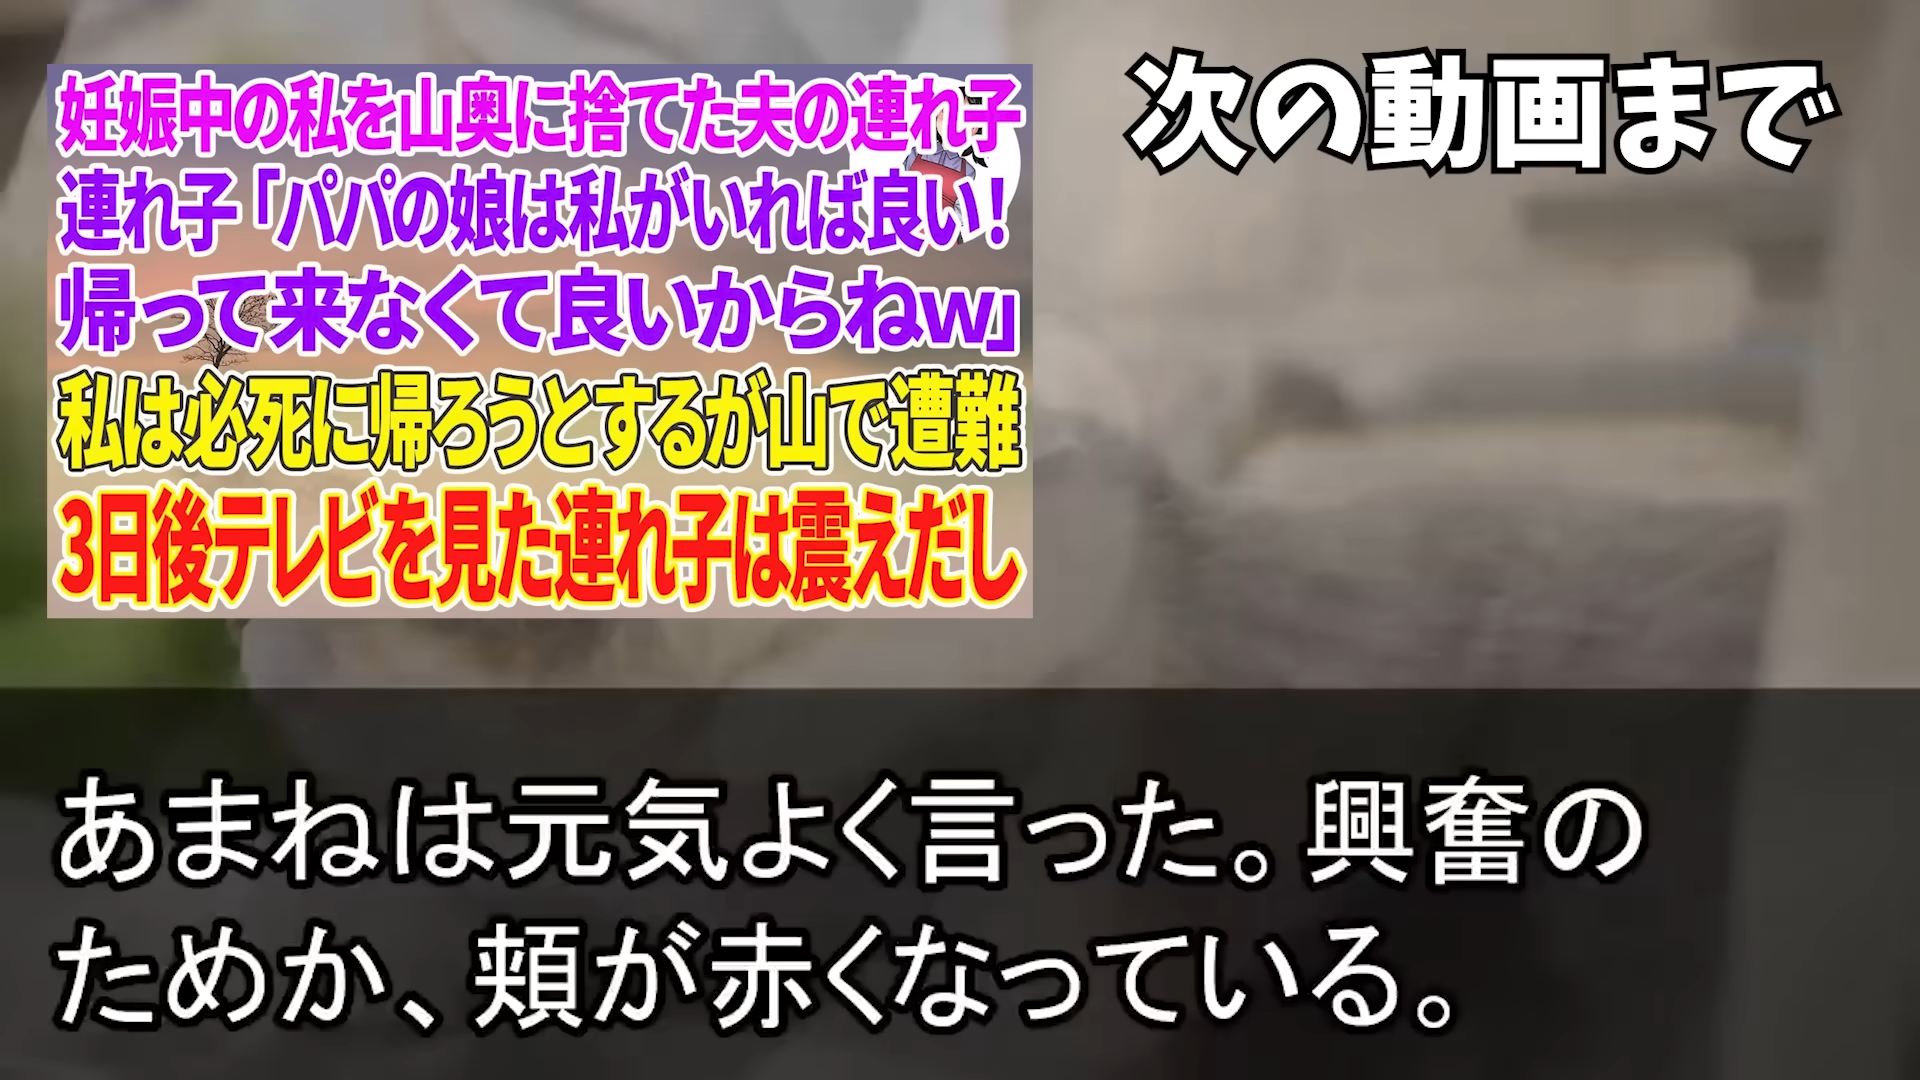 妊娠中の私を山奥に捨てた夫の連れ子
連れ子「パパの娘は私がいれば良い！
帰って来なくて良いからねｗ」
私は必死に帰ろうとするが山で遭難
3日後テレビを見た連れ子は震えだし
次の動画まで
あまねは元気よく言った。興奮の
ためか、頬が赤くなっている。